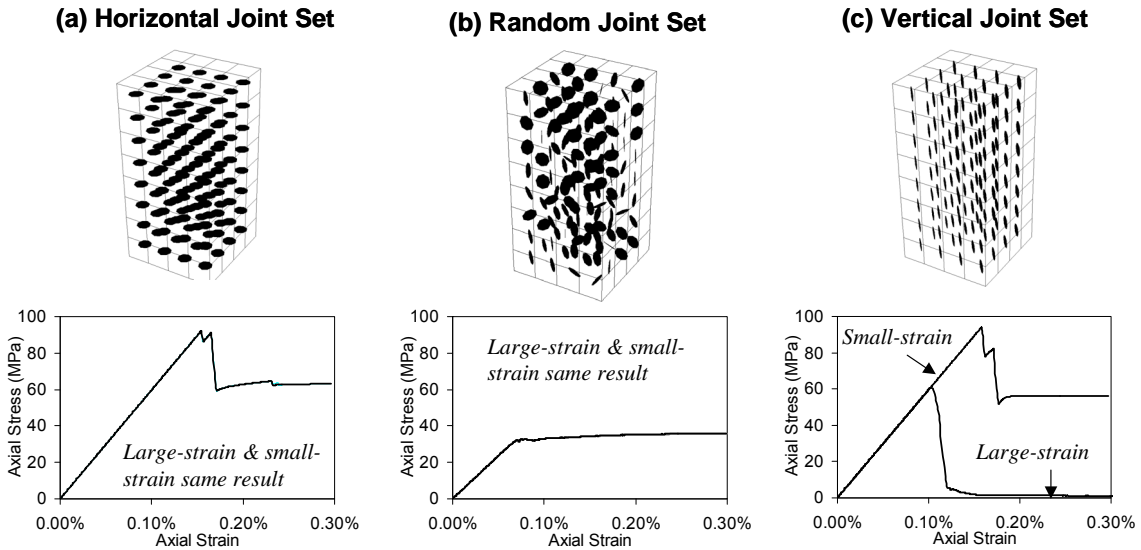 (a) Horizontal Joint Set
(b) Random Joint Set
(c) Vertical Joint Set
100
80
60
40
20
0
Axial Stress (MPa)
Large-strain & small-
strain same result
0.00%
0.10%
0.20%
0.30%
Axial Strain
100
80
60
40
20
0
Axial Stress (MPa)
Large-strain & small-
strain same result
0.00%
0.10%
0.20%
0.30%
Axial Strain
100
80
60
40
20
0
Axial Stress (MPa)
Small-strain
Large-strain
0.00%
0.10%
0.20%
0.30%
Axial Strain